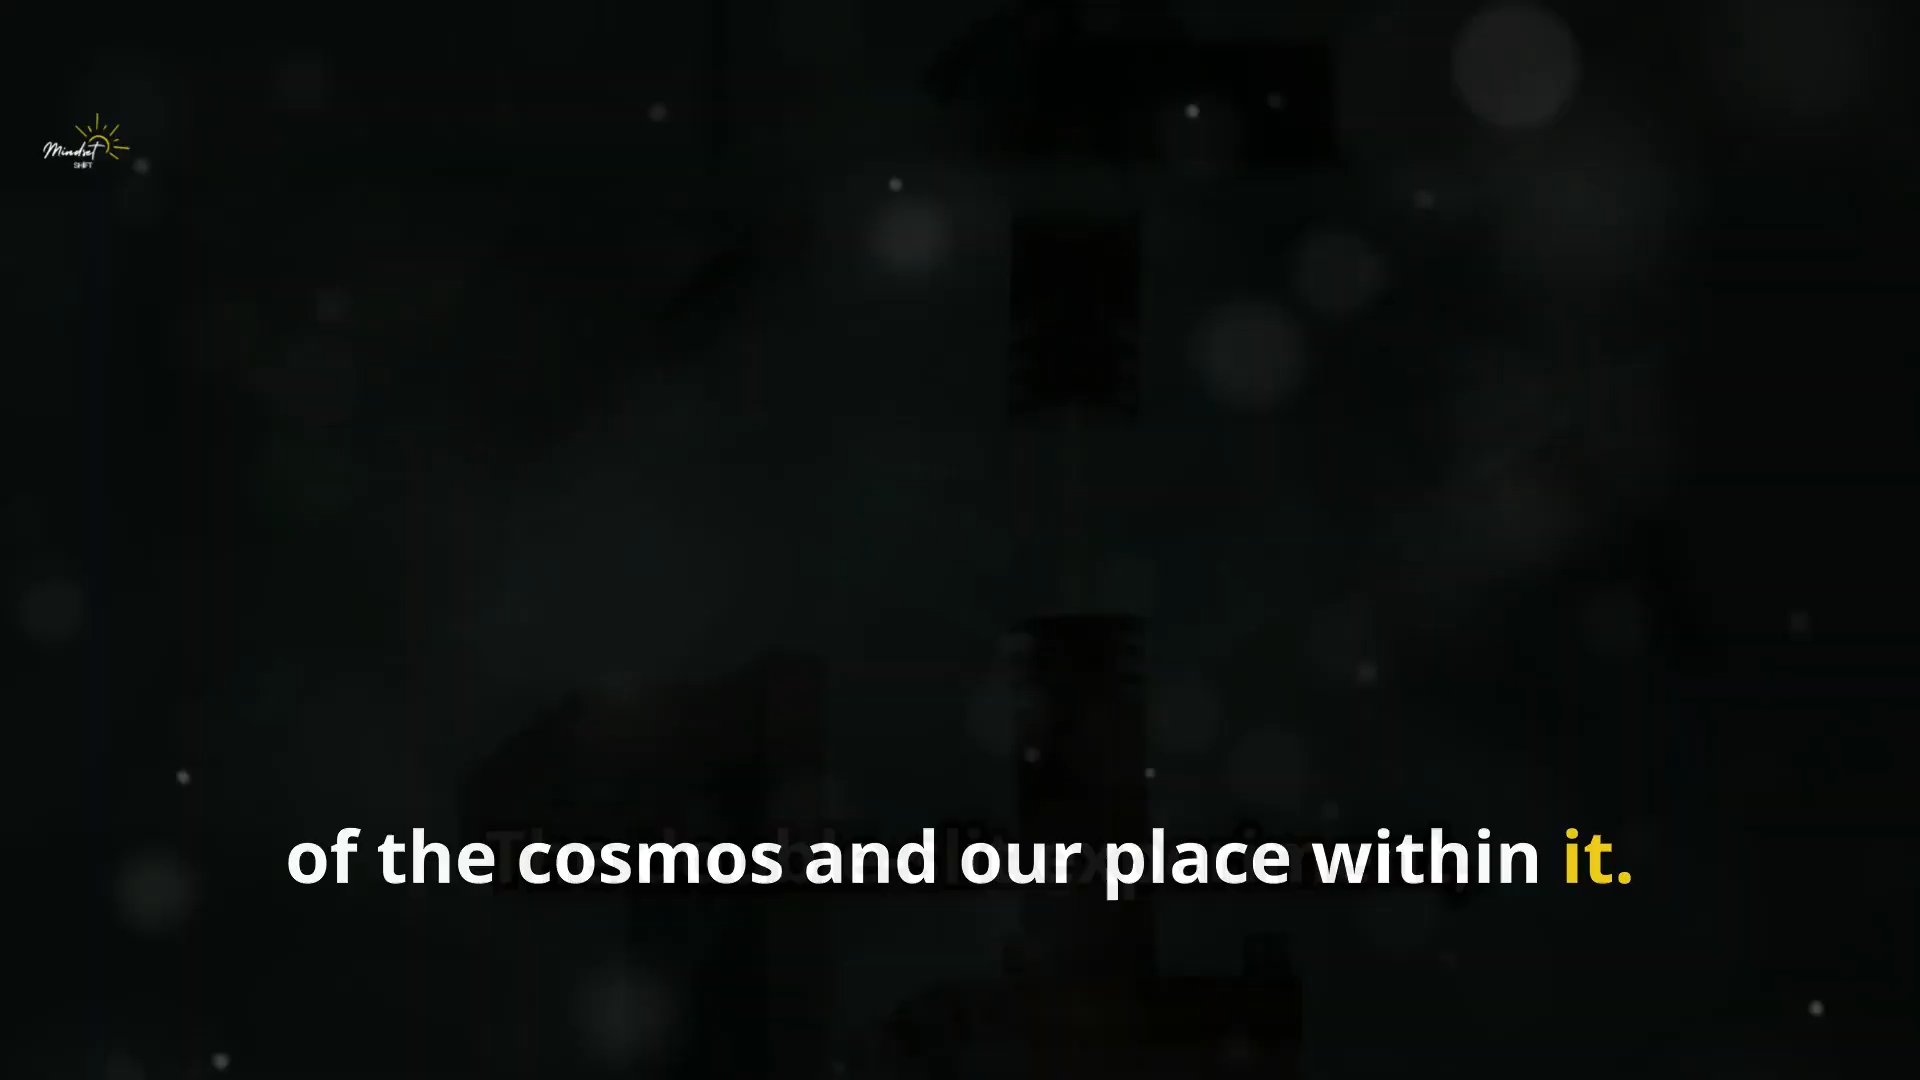 Mindset
SHIFT
of the cosmos and our place within it.